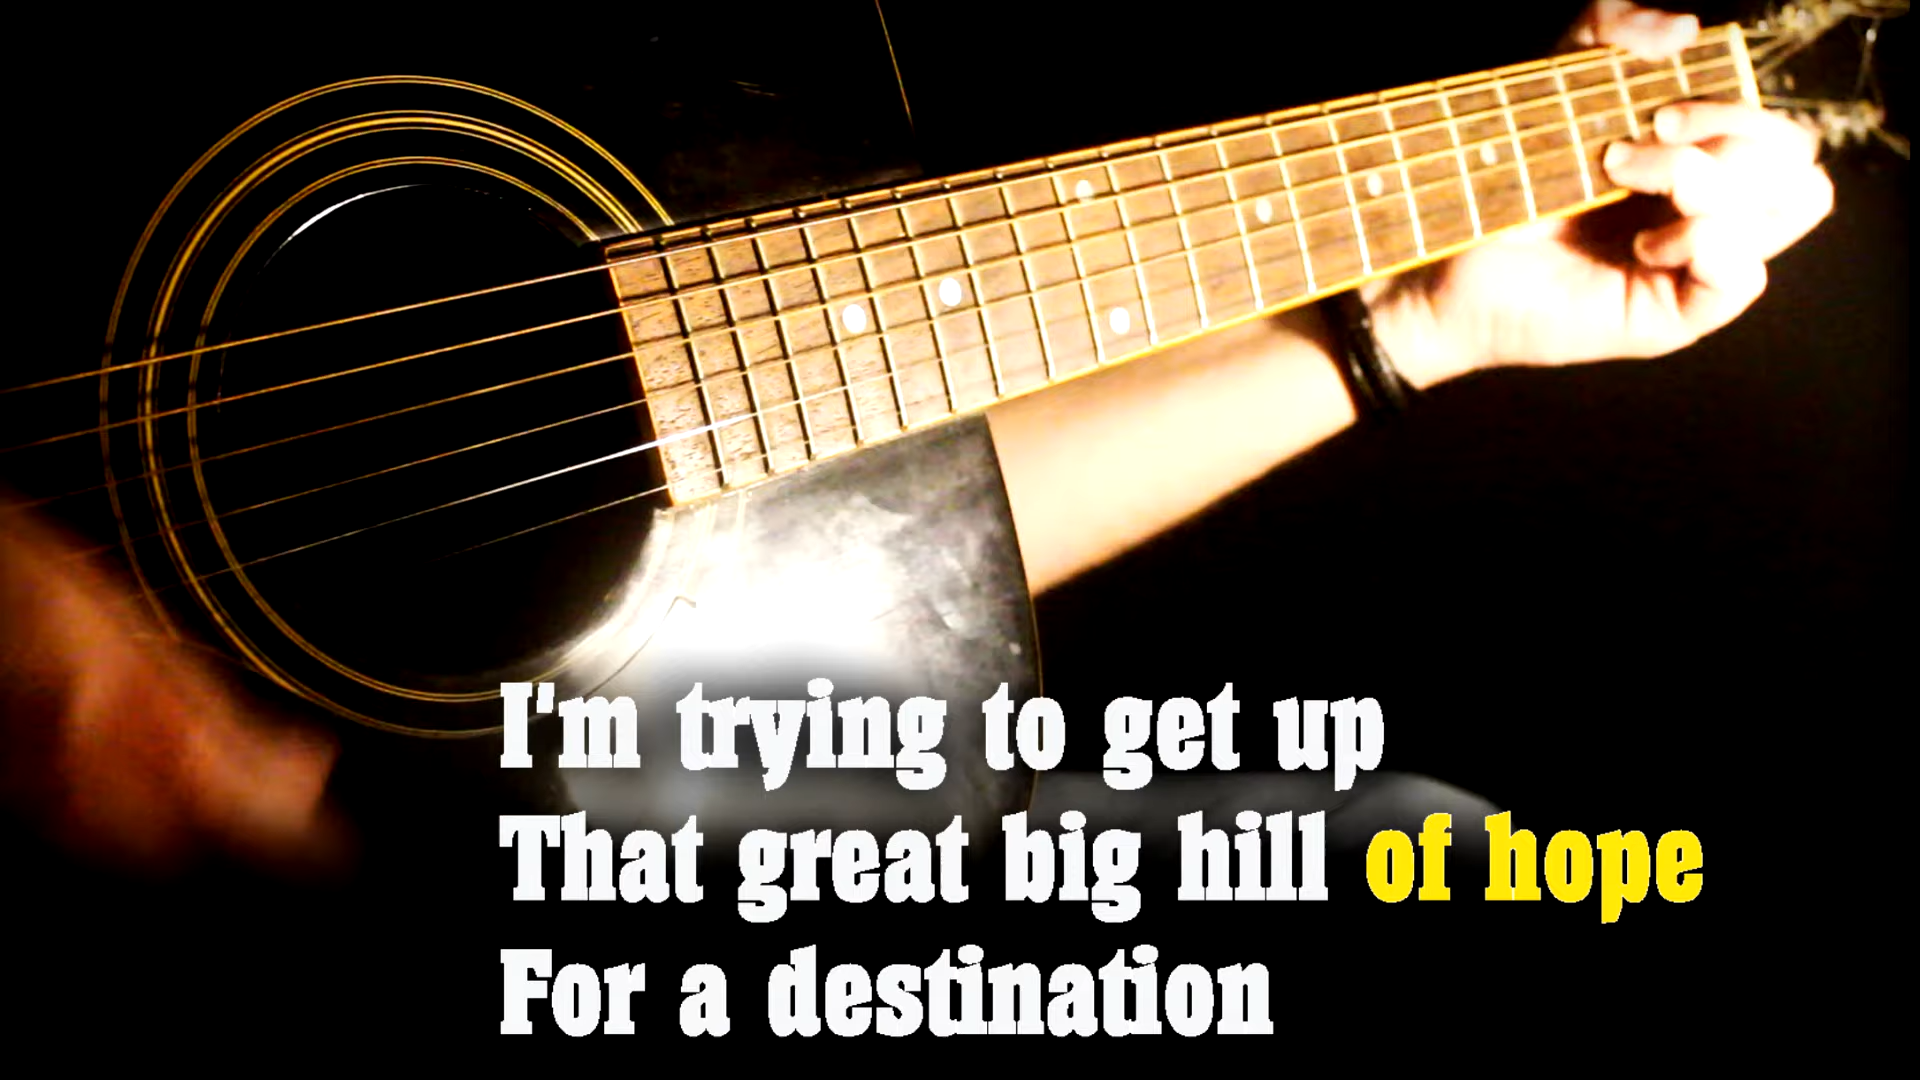 I'm trying to get up
That great big hill of hope
For a destination